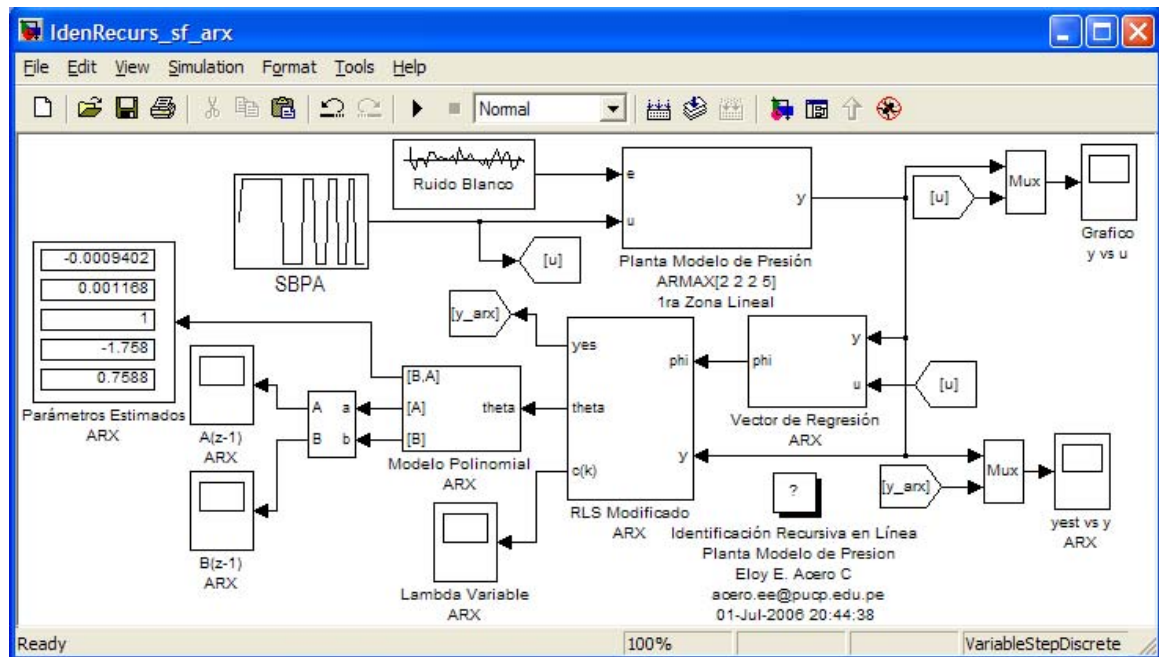 IdenRecurs_sf_arx
File Edit View Simulation Format Tools Help
Normal
Ruido Blanco
e
u
y
Planta Modelo de Presión
ARMAX[2 2 2 5]
1ra Zona Lineal
[u]
Mux
Grafico
y vs u
SBPA
[u]
-0.0009402
0.001168
1
-1.758
0.7588
Parámetros Estimados
ARX
[y_arx]
yes
theta
c(k)
phi
y
RLS Modificado
ARX
phi
y
u
Vector de Regresión
ARX
[u]
[B,A]
[A]
[B]
theta
Modelo Polinomial
ARX
A a
B b
A(z-1)
ARX
B(z-1)
ARX
Lambda Variable
ARX
[y_arx]
Mux
yest vs y
ARX
?
Identificación Recursiva en Línea
Planta Modelo de Presion
Eloy E. Acero C
acero.ee@pucp.edu.pe
01-Jul-2006 20:44:38
Ready
100%
VariableStepDiscrete